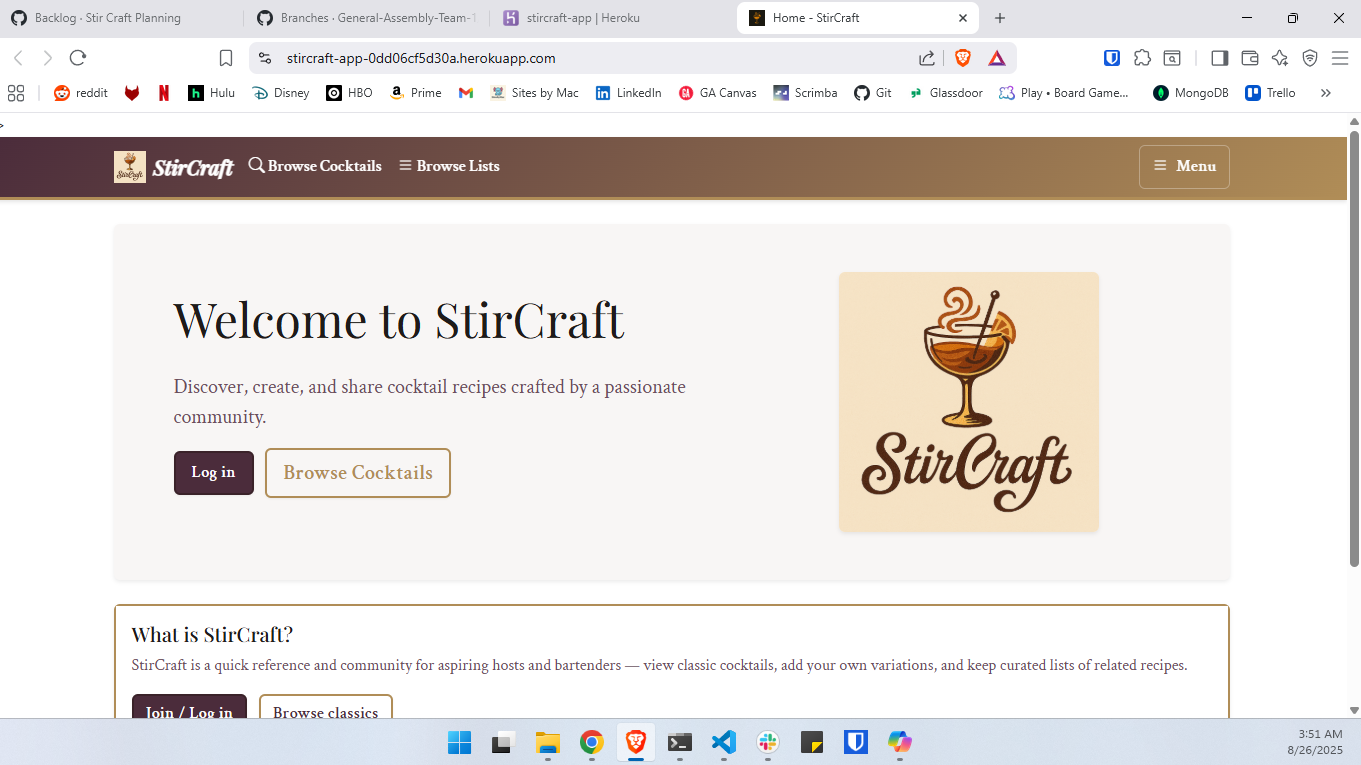 Backlog · Stir Craft Planning
Branches · General-Assembly-Team-1
stircraft-app | Heroku
Home - StirCraft
stircraft-app-0dd06cf5d30a.herokuapp.com
reddit
Hulu
Disney
HBO
Prime
Sites by Mac
LinkedIn
GA Canvas
Scrimba
Git
Glassdoor
Play • Board Game...
MongoDB
Trello
>
StirCraft
Browse Cocktails
Browse Lists
Menu
Welcome to StirCraft
Discover, create, and share cocktail recipes crafted by a passionate
community.
Log in
Browse Cocktails
StirCraft
What is StirCraft?
StirCraft is a quick reference and community for aspiring hosts and bartenders — view classic cocktails, add your own variations, and keep curated lists of related recipes.
Join / Log in
Browse classics
3:51 AM
8/26/2025